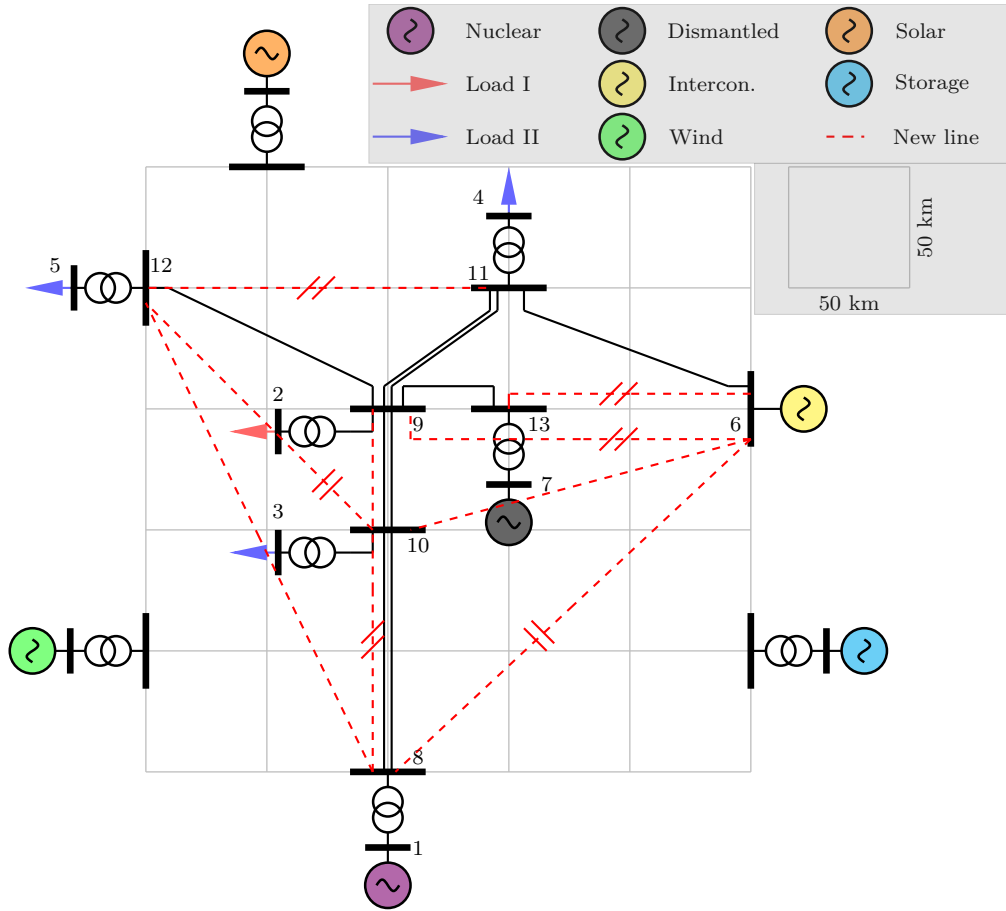 Nuclear
Dismantled
Solar
Load I
Intercon.
Storage
Load II
Wind
New line
50 km
50 km
4
5
12
11
2
9
13
6
7
3
10
8
1